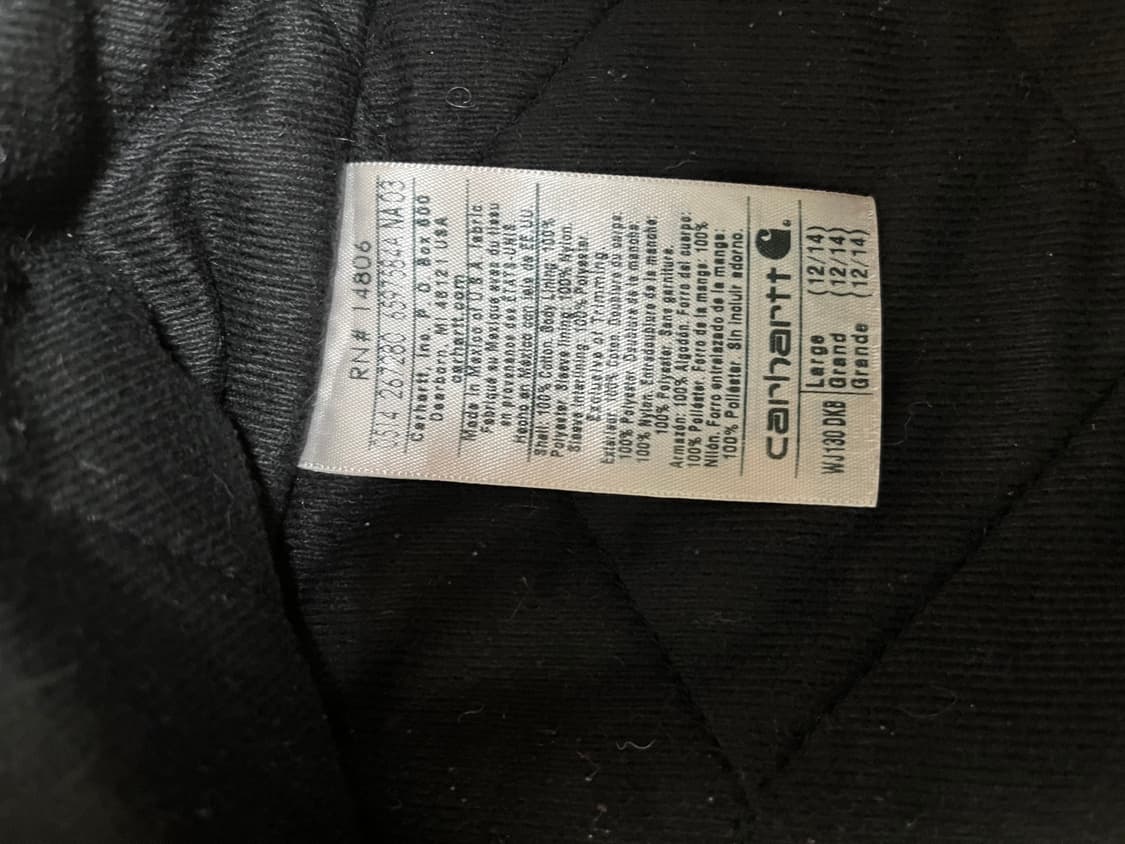 carhartt
WJ130 DKB
Large (12/14)
Grand (12/14)
Grande (12/14)
100% Poliester. Sin incluir adorno.
Nilón. Forro entrelazado de la manga:
100% Poliester. Forro de la manga: 100%
Armazón: 100% Algodón. Forro del cuerpo:
100% Polyester. Sans garniture.
100% Nylon. Entredoublure de la manche:
100% Polyester. Doublure de la manche:
Extérieur 100% Coton. Doublure du corps:
Exclusive of Trimming.
Sleeve Interlining 100% Polyester.
Polyester. Sleeve lining: 100% Nylon.
Shell: 100% Cotton. Body Lining: 100%
Hecho en México con tela de EE.UU
en provenance des ÉTATS-UNIS
Fabriqué au Mexique avec du tissu
Made in Mexico of U.S.A. fabric
carhartt.com
Dearborn, MI 48121 USA
Carhartt, Inc. P. O. Box 600
267280 NA03
RN# 14806